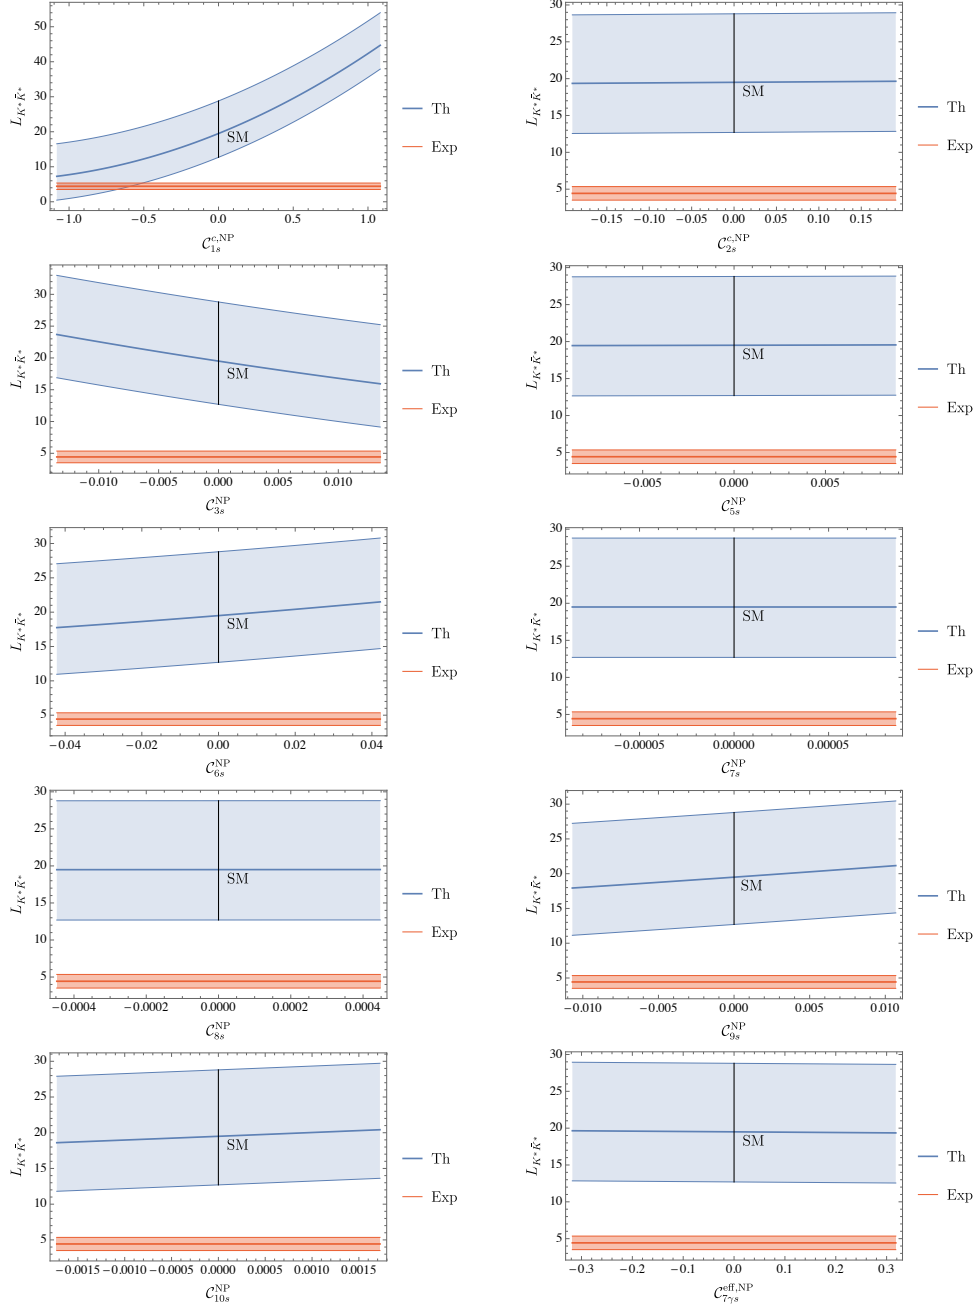 L_{K*K̄*}
50
40
30
20
10
0
SM
−1.0 −0.5 0.0 0.5 1.0
C_{1s}^{c,NP}
Th
Exp
L_{K*K̄*}
30
25
20
15
10
5
SM
−0.15 −0.10 −0.05 0.00 0.05 0.10 0.15
C_{2s}^{c,NP}
Th
Exp
L_{K*K̄*}
30
25
20
15
10
5
SM
−0.010 −0.005 0.000 0.005 0.010
C_{3s}^{NP}
Th
Exp
L_{K*K̄*}
30
25
20
15
10
5
SM
−0.005 0.000 0.005
C_{5s}^{NP}
Th
Exp
L_{K*K̄*}
30
25
20
15
10
5
SM
−0.04 −0.02 0.00 0.02 0.04
C_{6s}^{NP}
Th
Exp
L_{K*K̄*}
30
25
20
15
10
5
SM
−0.00005 0.00000 0.00005
C_{7s}^{NP}
Th
Exp
L_{K*K̄*}
30
25
20
15
10
5
SM
−0.0004 −0.0002 0.0000 0.0002 0.0004
C_{8s}^{NP}
Th
Exp
L_{K*K̄*}
30
25
20
15
10
5
SM
−0.010 −0.005 0.000 0.005 0.010
C_{9s}^{NP}
Th
Exp
L_{K*K̄*}
30
25
20
15
10
5
SM
−0.0015 −0.0010 −0.0005 0.0000 0.0005 0.0010 0.0015
C_{10s}^{NP}
Th
Exp
L_{K*K̄*}
30
25
20
15
10
5
SM
−0.3 −0.2 −0.1 0.0 0.1 0.2 0.3
C_{7γs}^{eff,NP}
Th
Exp